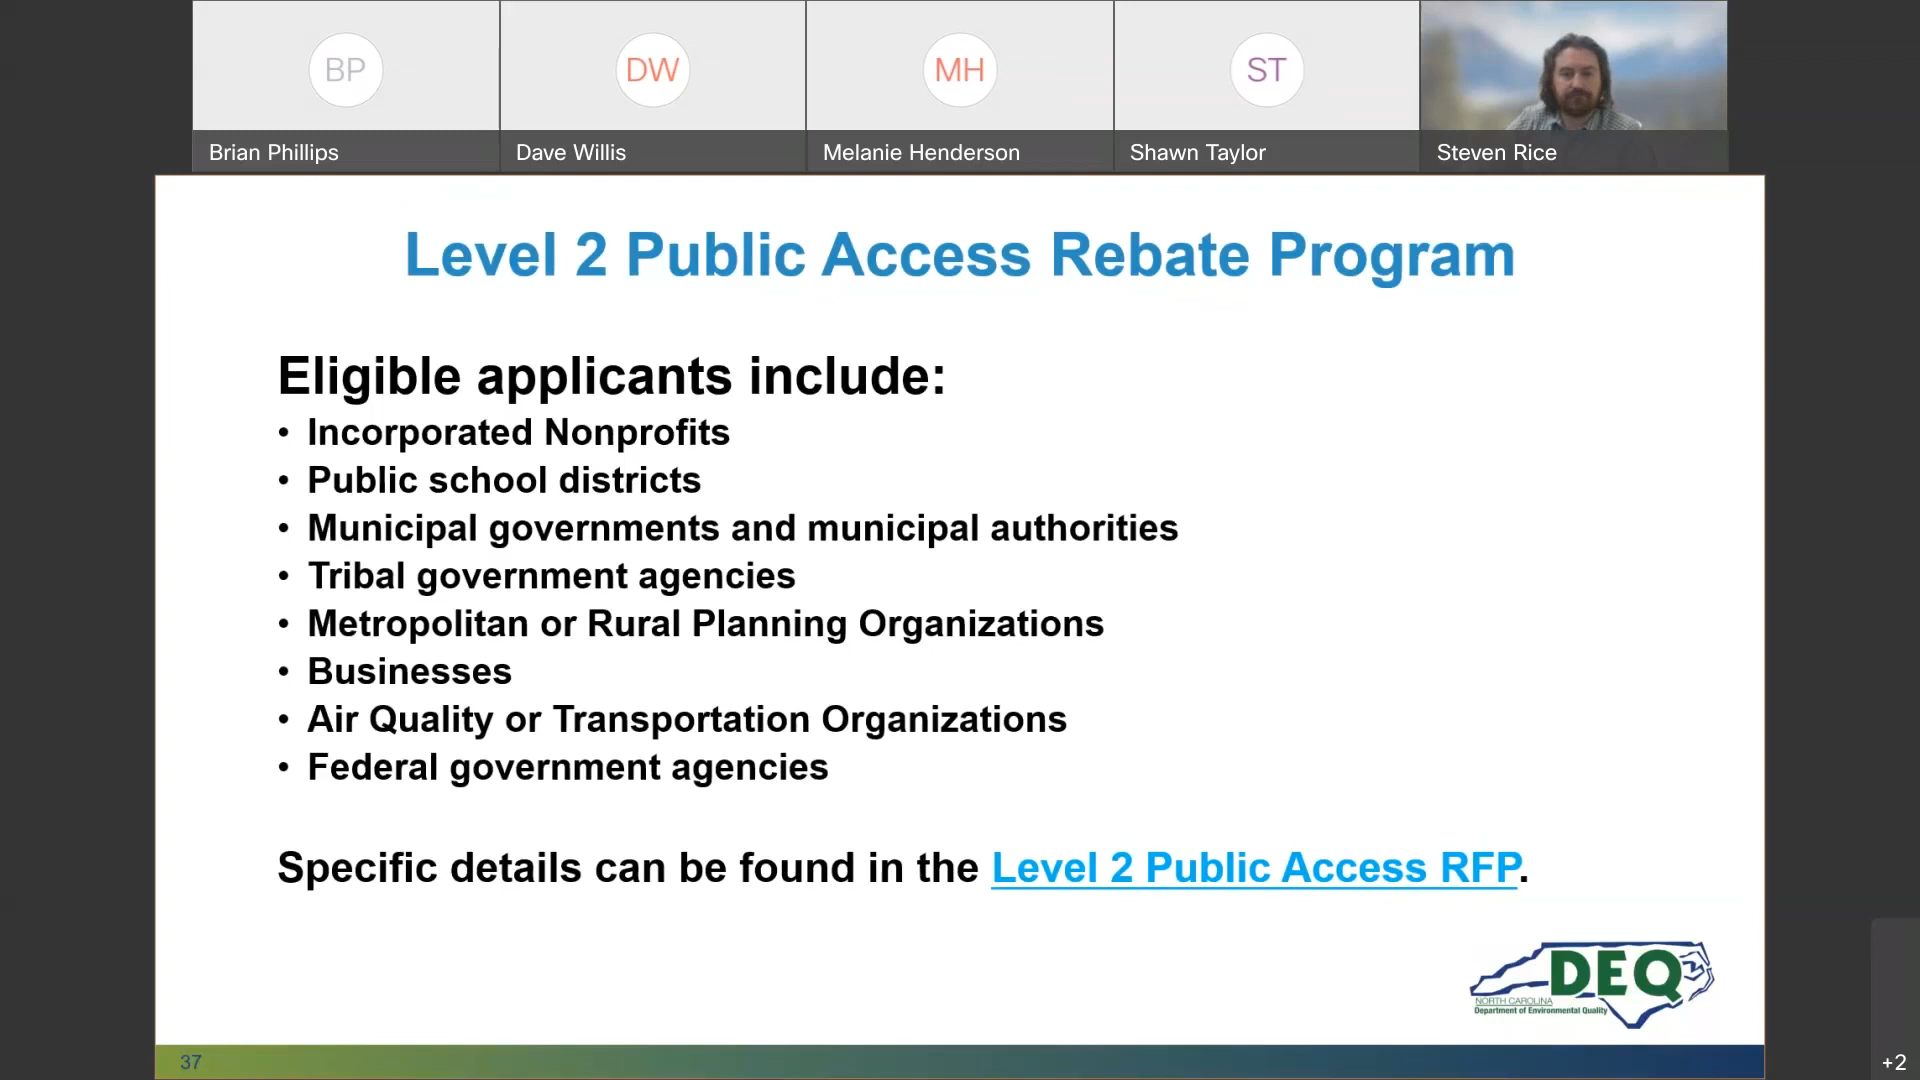 BP
DW
MH
ST
Brian Phillips
Dave Willis
Melanie Henderson
Shawn Taylor
Steven Rice
Level 2 Public Access Rebate Program
Eligible applicants include:
• Incorporated Nonprofits
• Public school districts
• Municipal governments and municipal authorities
• Tribal government agencies
• Metropolitan or Rural Planning Organizations
• Businesses
• Air Quality or Transportation Organizations
• Federal government agencies
Specific details can be found in the Level 2 Public Access RFP.
DEQ
NORTH CAROLINA
Department of Environmental Quality
37
+2